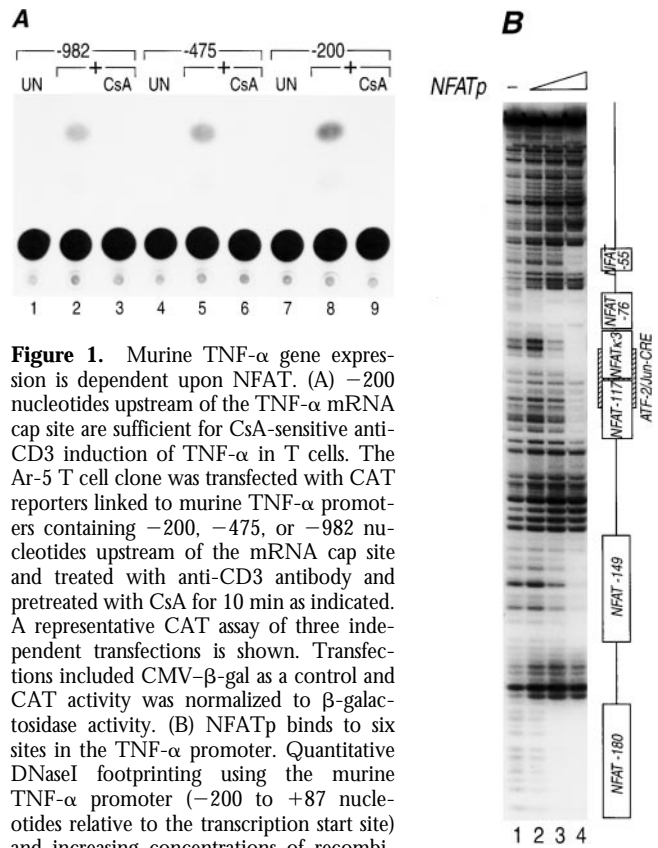 A
-982 -475 -200
+ + +
UN CsA UN CsA UN CsA
1 2 3 4 5 6 7 8 9
Figure 1. Murine TNF-α gene expres-
sion is dependent upon NFAT. (A) −200
nucleotides upstream of the TNF-α mRNA
cap site are sufficient for CsA-sensitive anti-
CD3 induction of TNF-α in T cells. The
Ar-5 T cell clone was transfected with CAT
reporters linked to murine TNF-α promot-
ers containing −200, −475, or −982 nu-
cleotides upstream of the mRNA cap site
and treated with anti-CD3 antibody and
pretreated with CsA for 10 min as indicated.
A representative CAT assay of three inde-
pendent transfections is shown. Transfec-
tions included CMV–β-gal as a control and
CAT activity was normalized to β-galac-
tosidase activity. (B) NFATp binds to six
sites in the TNF-α promoter. Quantitative
DNaseI footprinting using the murine
TNF-α promoter (−200 to +87 nucle-
otides relative to the transcription start site)
and increasing concentrations of recombi-
B
NFATp –
NFAT
-55
NFAT
-76
NFATκ3
NFAT-117
ATF-2/Jun-CRE
NFAT -149
NFAT -180
1 2 3 4